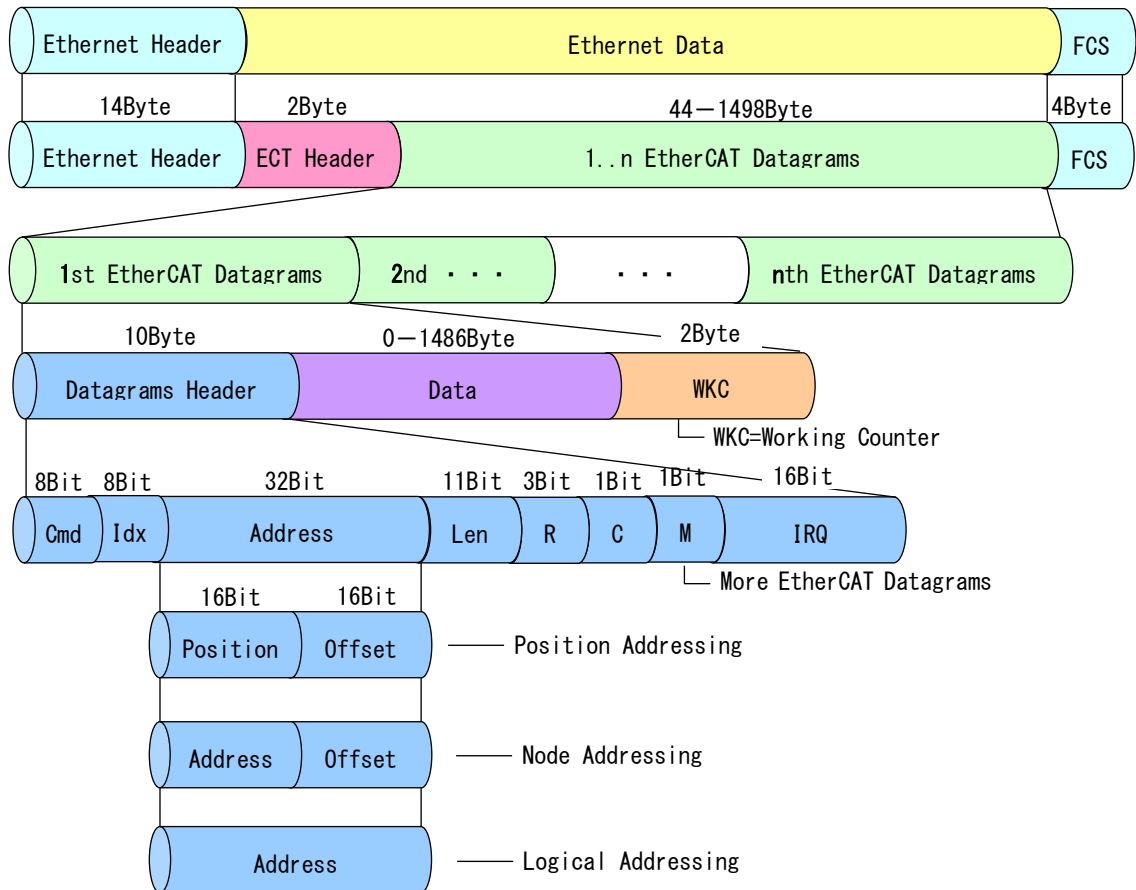 Ethernet Header Ethernet Data FCS
14Byte 2Byte 44－1498Byte 4Byte
Ethernet Header ECT Header 1..n EtherCAT Datagrams FCS
1st EtherCAT Datagrams 2nd ・・・ ・・・ nth EtherCAT Datagrams
10Byte 0－1486Byte 2Byte
Datagrams Header Data WKC
WKC=Working Counter
8Bit 8Bit 32Bit 11Bit 3Bit 1Bit 1Bit 16Bit
Cmd Idx Address Len R C M IRQ
More EtherCAT Datagrams
16Bit 16Bit
Position Offset Position Addressing
Address Offset Node Addressing
Address Logical Addressing